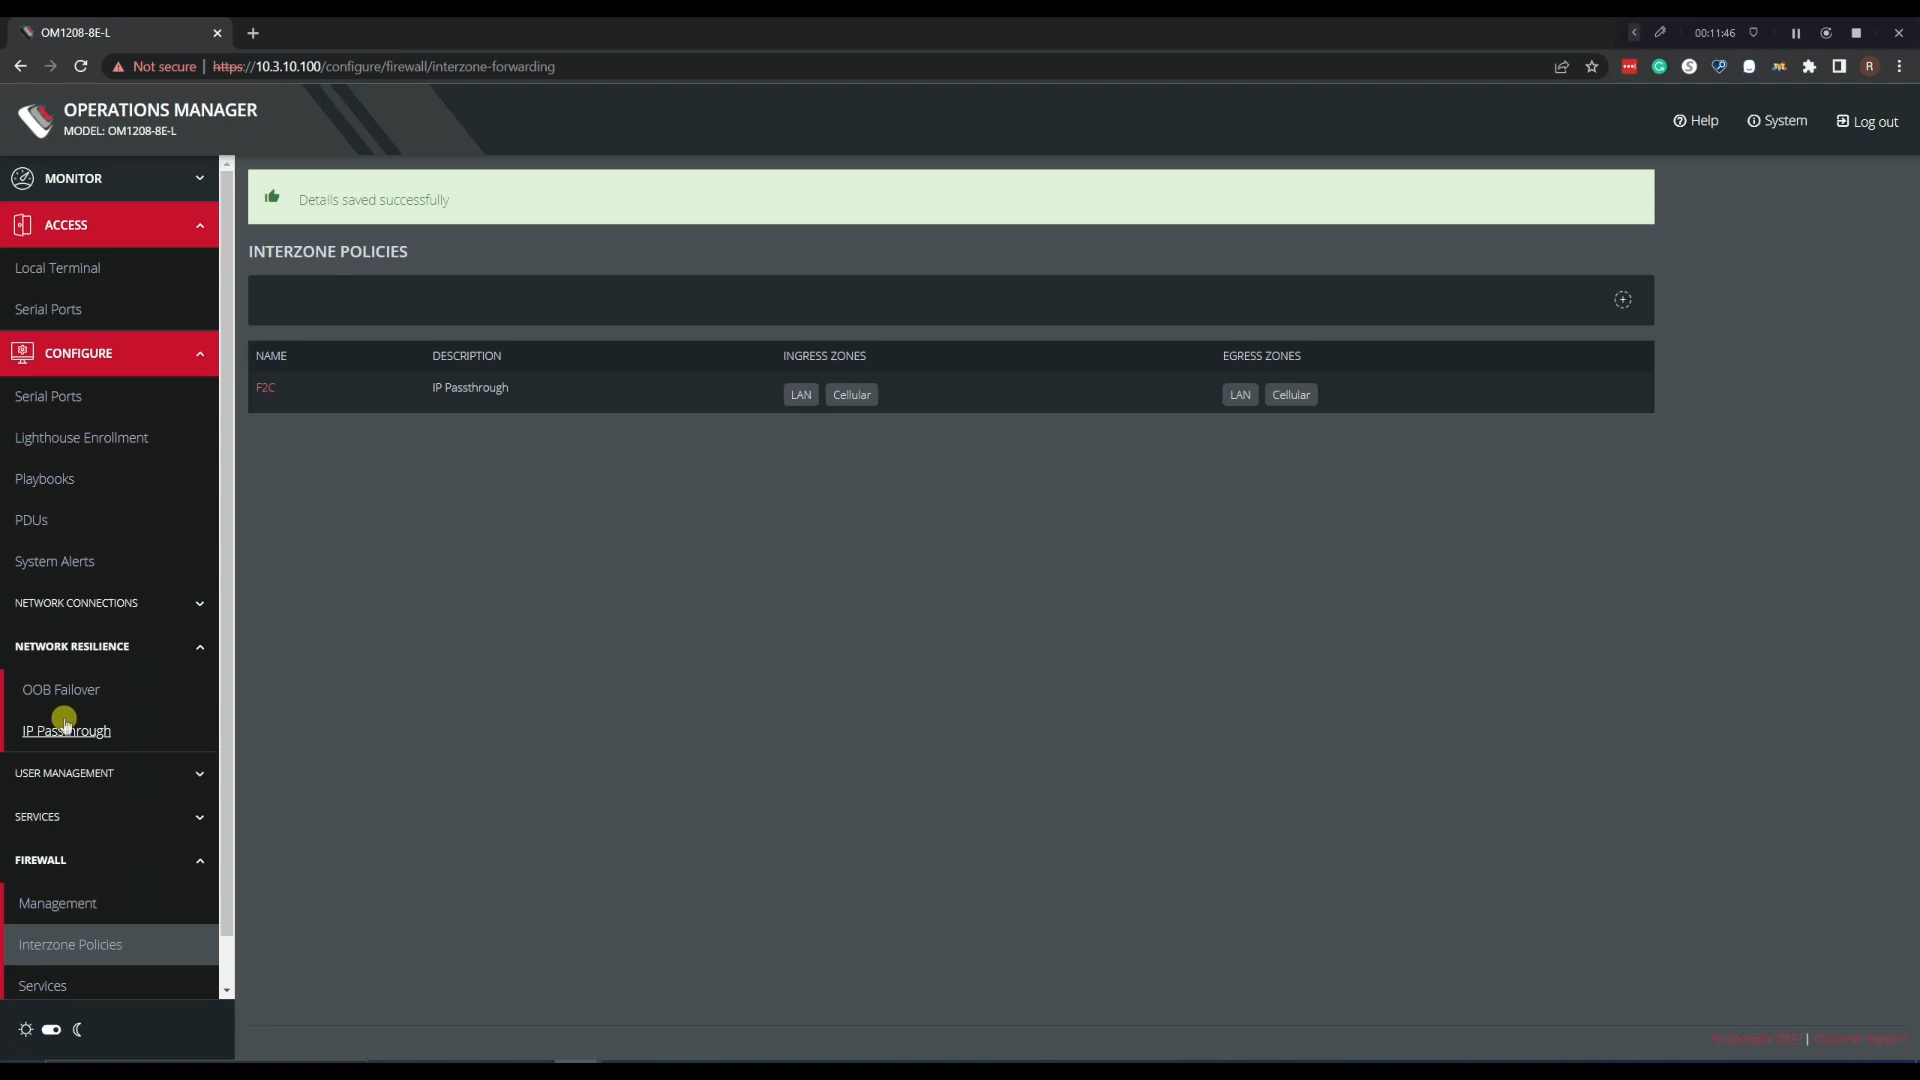 OM1208-8E-L
00:11:46
Not secure | https://10.3.10.100/configure/firewall/interzone-forwarding
R
OPERATIONS MANAGER
MODEL: OM1208-8E-L
Help
System
Log out
MONITOR
ACCESS
Local Terminal
Serial Ports
CONFIGURE
Serial Ports
Lighthouse Enrollment
Playbooks
PDUs
System Alerts
NETWORK CONNECTIONS
NETWORK RESILIENCE
OOB Failover
IP Passthrough
USER MANAGEMENT
SERVICES
FIREWALL
Management
Interzone Policies
Services
Details saved successfully
INTERZONE POLICIES
NAME DESCRIPTION INGRESS ZONES EGRESS ZONES
F2C IP Passthrough LAN Cellular LAN Cellular